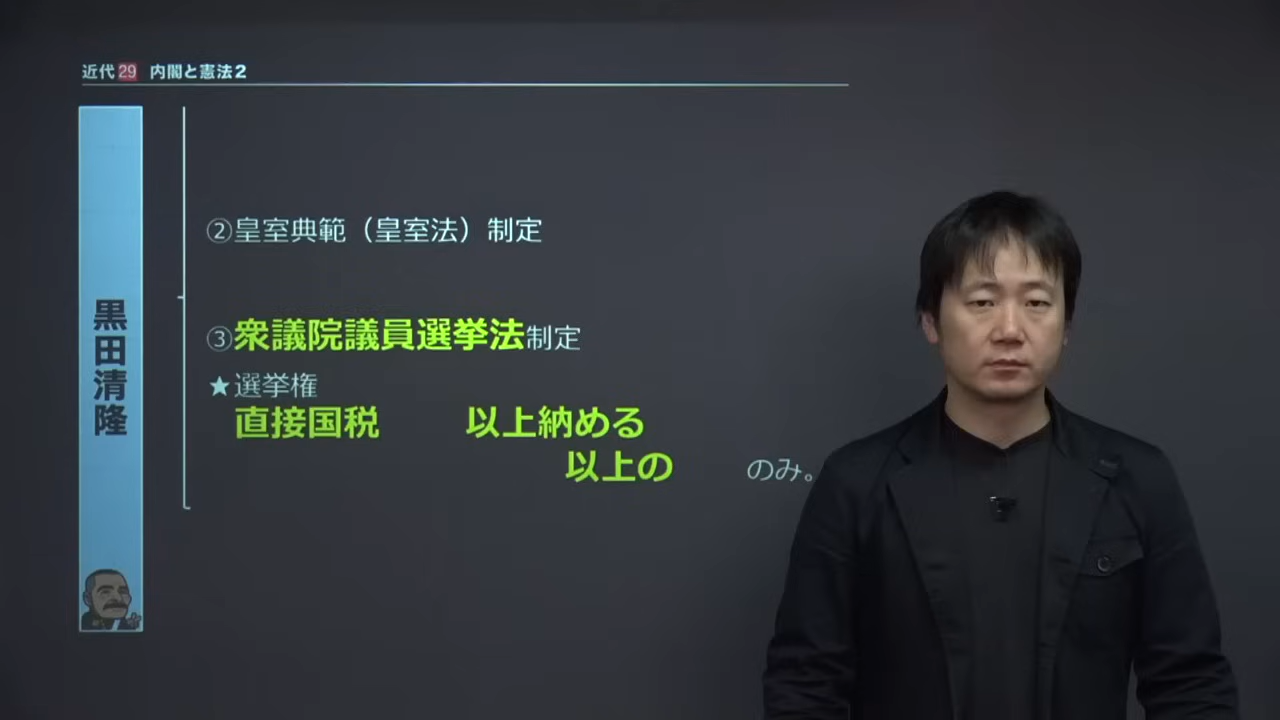 近代29 内閣と憲法2
黒田清隆
②皇室典範（皇室法）制定
③衆議院議員選挙法制定
★選挙権
直接国税 以上納める
以上の のみ。